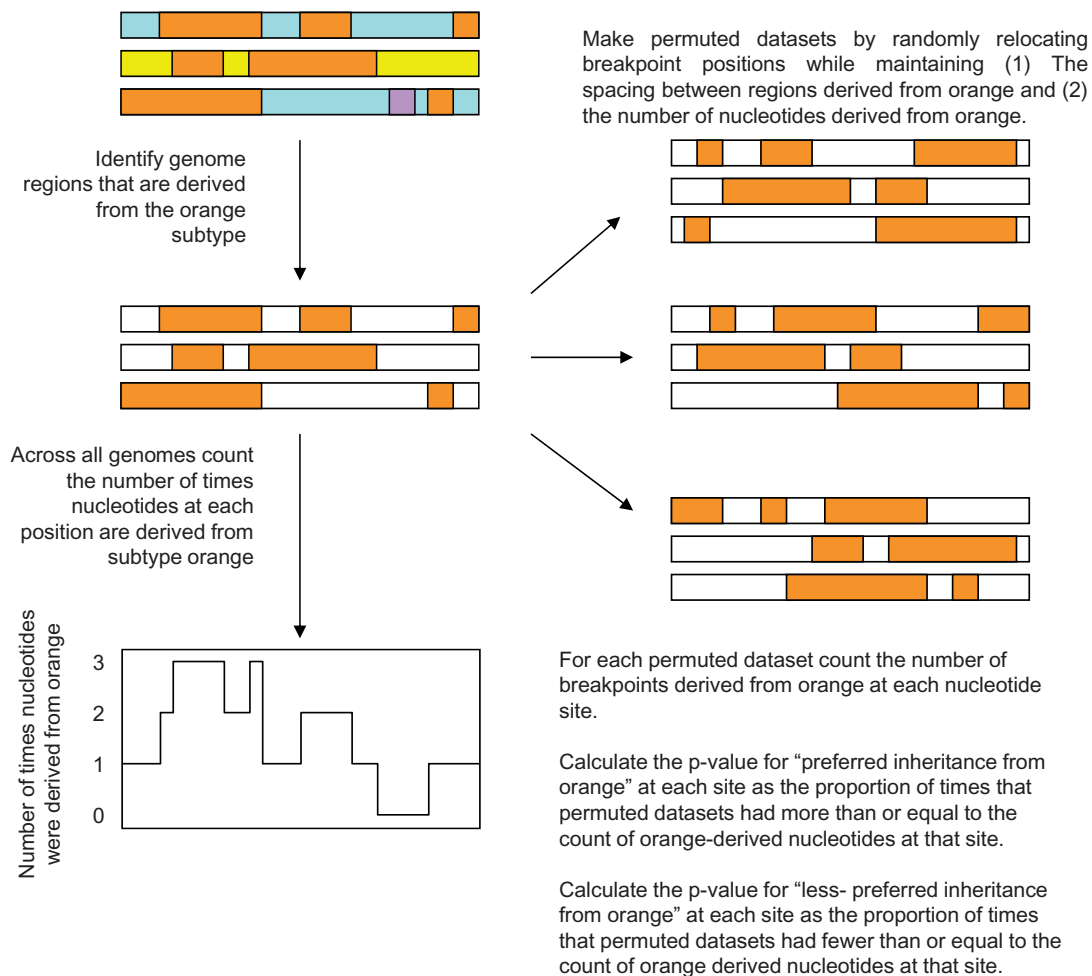 Make permuted datasets by randomly relocating
breakpoint positions while maintaining (1) The
spacing between regions derived from orange and (2)
the number of nucleotides derived from orange.
Identify genome
regions that are derived
from the orange
subtype
Across all genomes count
the number of times
nucleotides at each
position are derived from
subtype orange
Number of times nucleotides
were derived from orange
3
2
1
0
For each permuted dataset count the number of
breakpoints derived from orange at each nucleotide
site.
Calculate the p-value for “preferred inheritance from
orange” at each site as the proportion of times that
permuted datasets had more than or equal to the
count of orange-derived nucleotides at that site.
Calculate the p-value for “less- preferred inheritance
from orange” at each site as the proportion of times
that permuted datasets had fewer than or equal to the
count of orange derived nucleotides at that site.